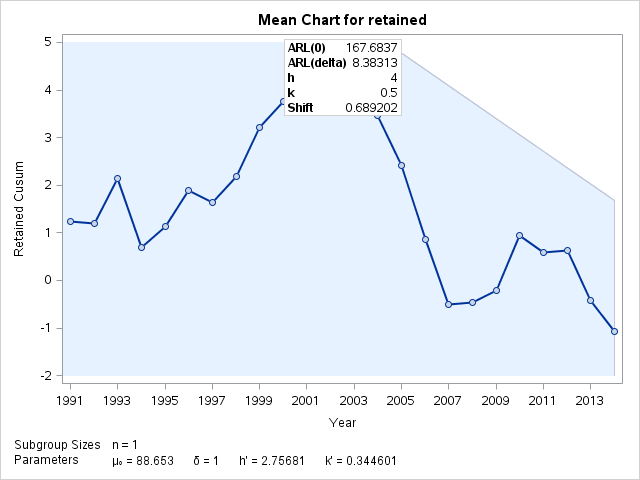 Mean Chart for retained
ARL(0) 167.6837
ARL(delta) 8.38313
h 4
k 0.5
Shift 0.689202
Retained Cusum
5
4
3
2
1
0
-1
-2
1991 1993 1995 1997 1999 2001 2003 2005 2007 2009 2011 2013
Year
Subgroup Sizes n = 1
Parameters μ₀ = 88.653 δ = 1 h' = 2.75681 k' = 0.344601